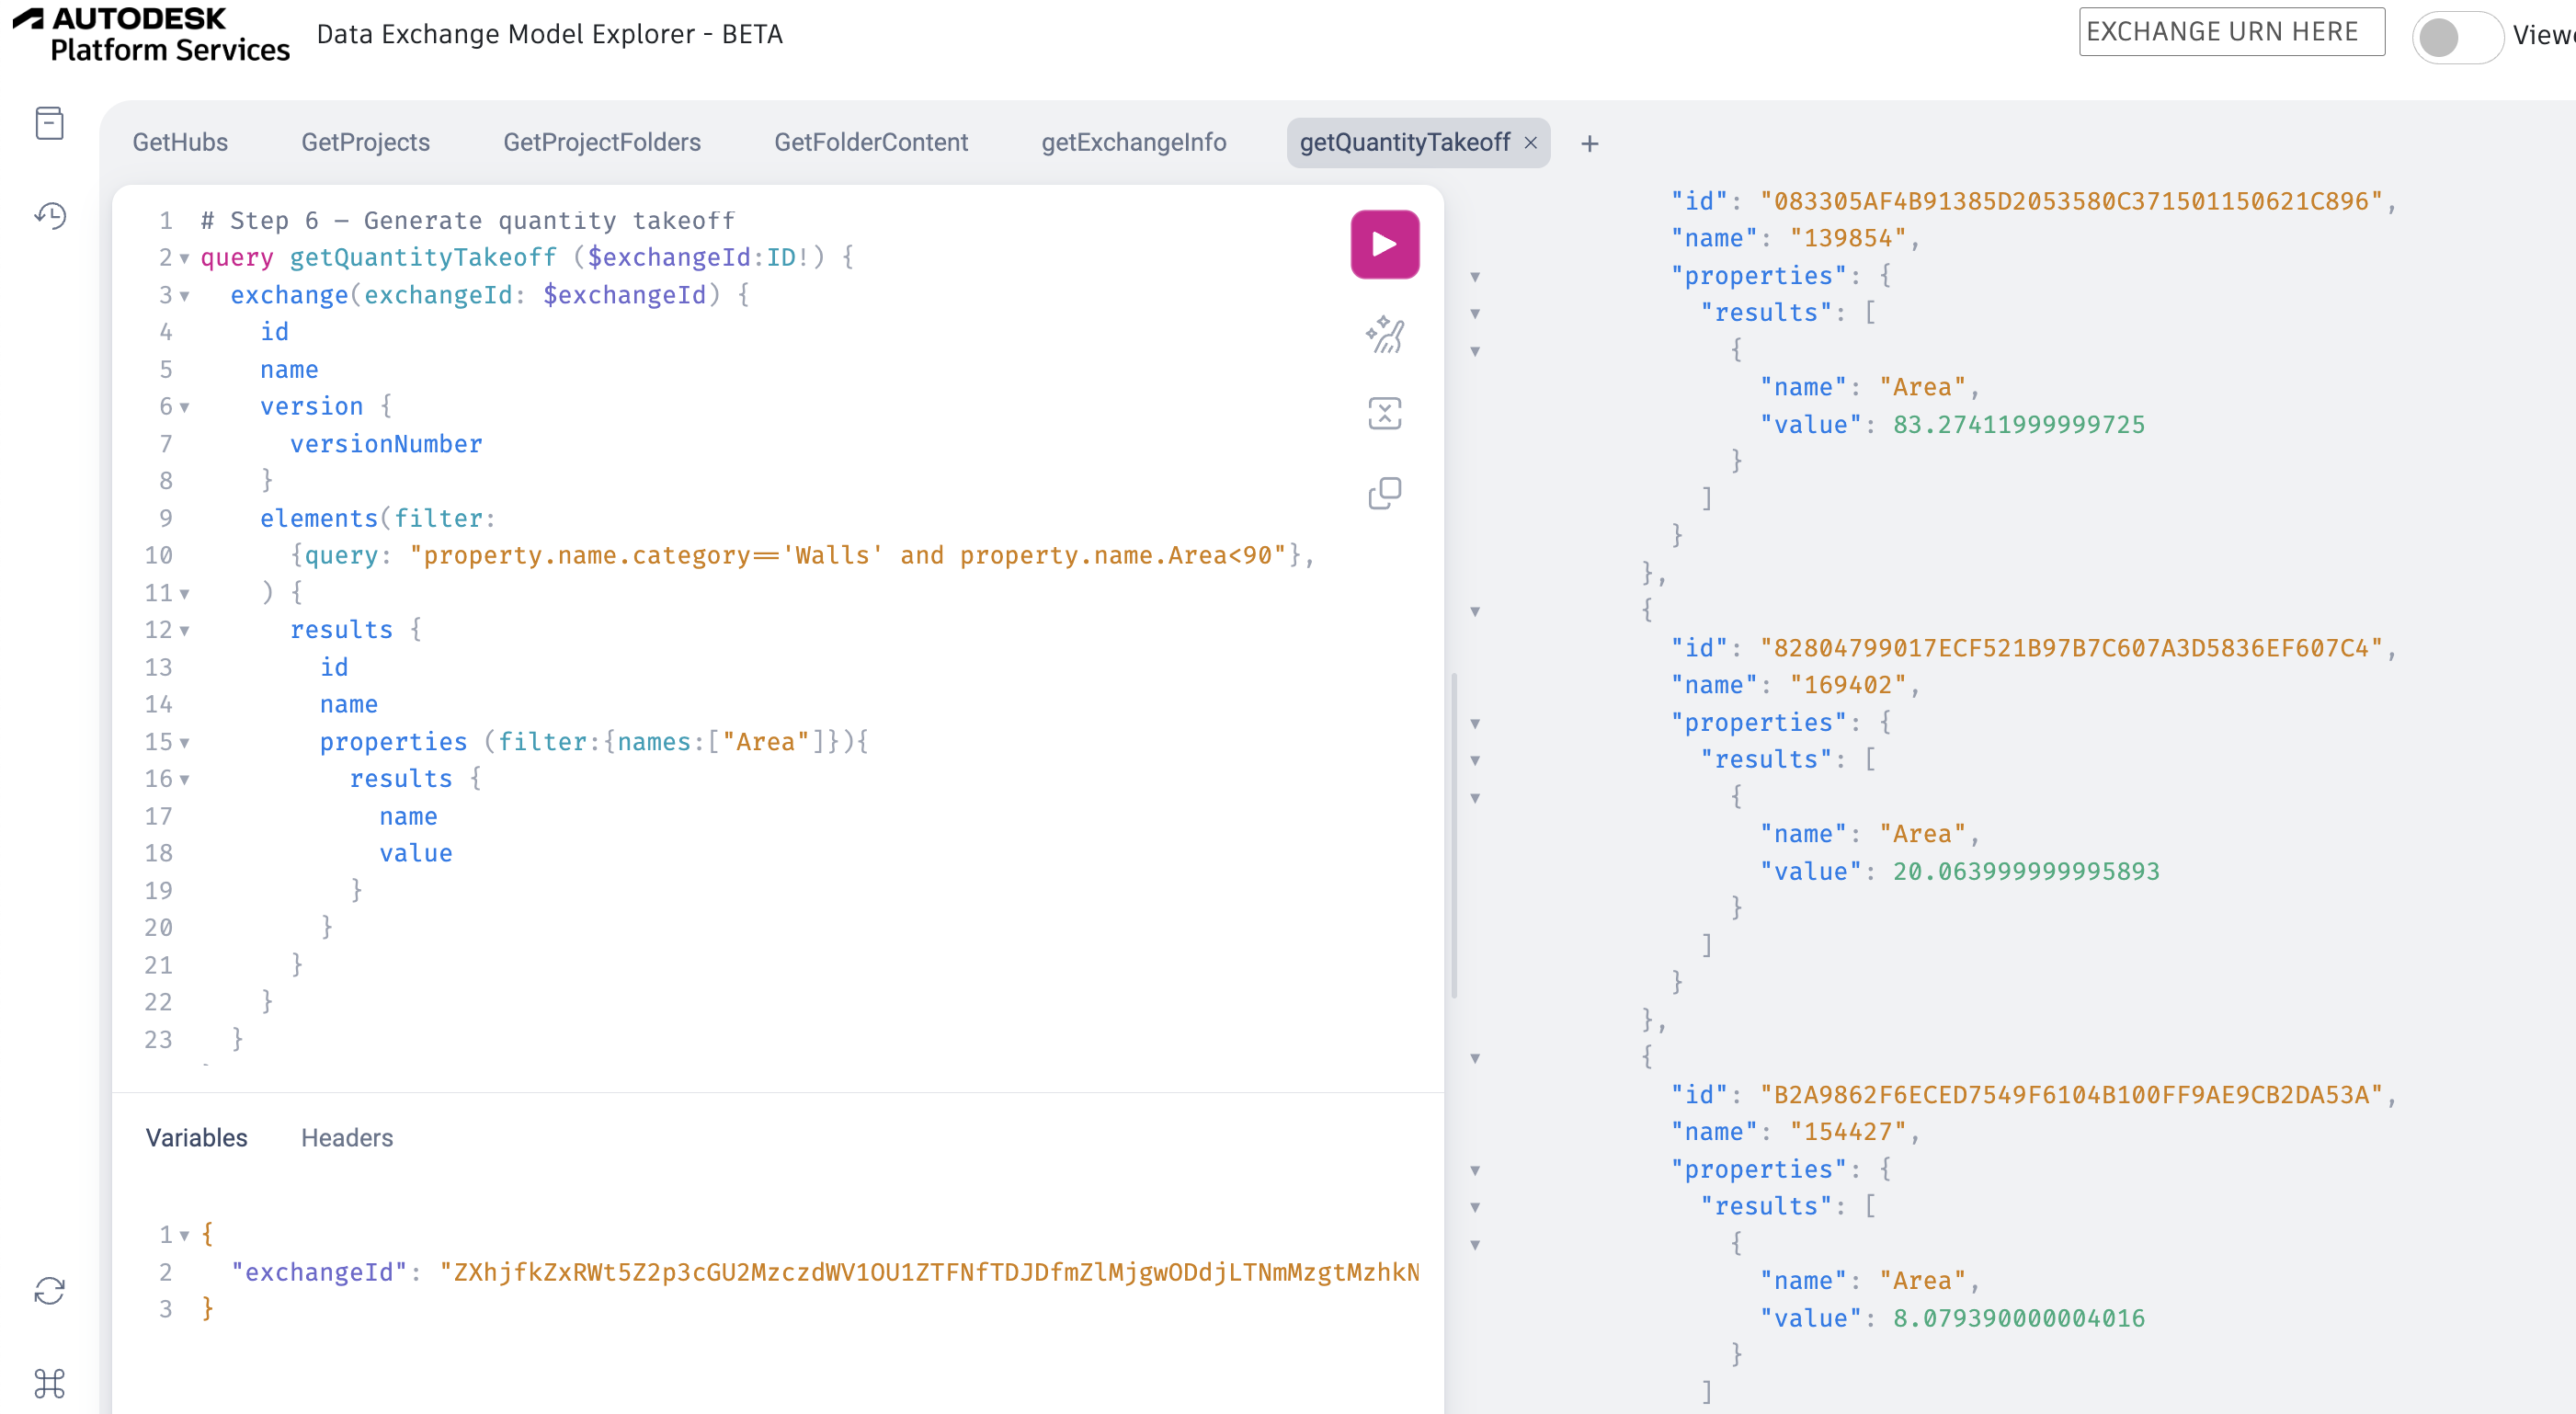 AUTODESK
Platform Services
Data Exchange Model Explorer - BETA
EXCHANGE URN HERE
GetHubs GetProjects GetProjectFolders GetFolderContent getExchangeInfo getQuantityTakeoff × +
1 # Step 6 – Generate quantity takeoff
2 query getQuantityTakeoff ($exchangeId:ID!) {
3 exchange(exchangeId: $exchangeId) {
4 id
5 name
6 version {
7 versionNumber
8 }
9 elements(filter:
10 {query: "property.name.category=='Walls' and property.name.Area<90"},
11 ) {
12 results {
13 id
14 name
15 properties (filter:{names:["Area"]}){
16 results {
17 name
18 value
19 }
20 }
21 }
22 }
23 }
Variables Headers
1 {
2 "exchangeId": "ZXhjfkZxRWt5Z2p3cGU2MzczdWV1OU1ZTFNfTDJDfmZlMjgwODdjLTNmMzgtMzhkN
3 }
"id": "083305AF4B91385D2053580C371501150621C896",
"name": "139854",
"properties": {
"results": [
{
"name": "Area",
"value": 83.27411999999725
}
]
}
},
{
"id": "82804799017ECF521B97B7C607A3D5836EF607C4",
"name": "169402",
"properties": {
"results": [
{
"name": "Area",
"value": 20.063999999995893
}
]
}
},
{
"id": "B2A9862F6ECED7549F6104B100FF9AE9CB2DA53A",
"name": "154427",
"properties": {
"results": [
{
"name": "Area",
"value": 8.079390000004016
}
]